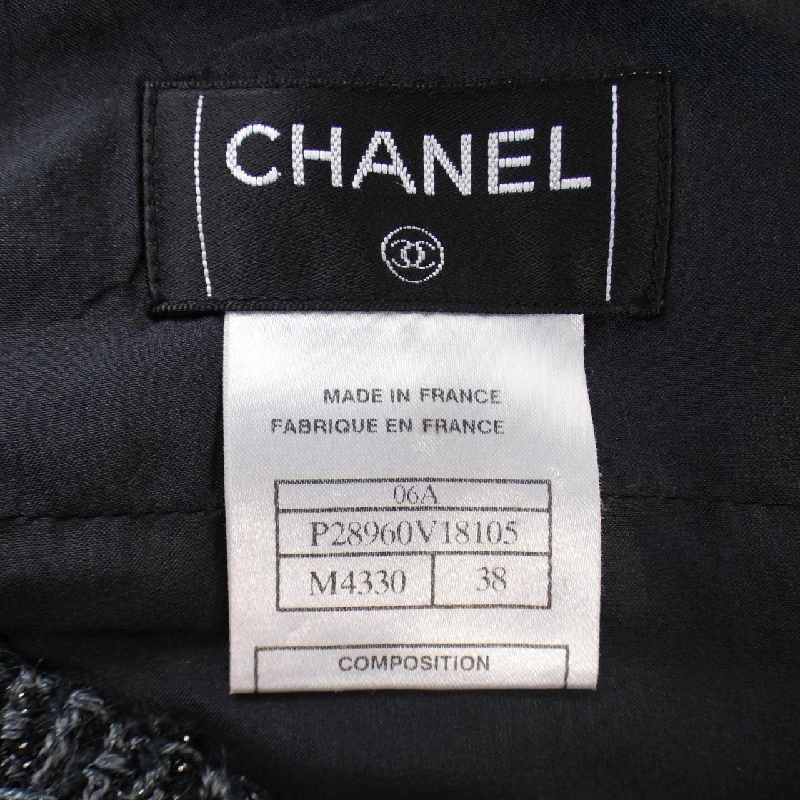 CHANEL
MADE IN FRANCE
FABRIQUE EN FRANCE
06A
P28960V18105
M4330 38
COMPOSITION